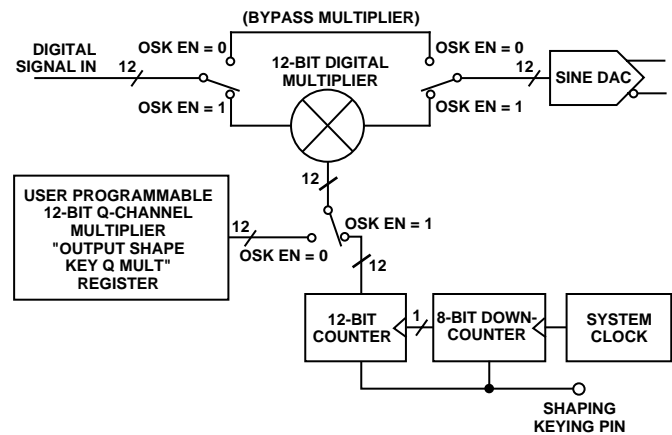 (BYPASS MULTIPLIER)
DIGITAL
SIGNAL IN
12
OSK EN = 0
OSK EN = 1
12-BIT DIGITAL
MULTIPLIER
OSK EN = 0
OSK EN = 1
12
SINE DAC
12
USER PROGRAMMABLE
12-BIT Q-CHANNEL
MULTIPLIER
"OUTPUT SHAPE
KEY Q MULT"
REGISTER
12
OSK EN = 0
OSK EN = 1
12
12-BIT
COUNTER
1
8-BIT DOWN-
COUNTER
SYSTEM
CLOCK
SHAPING
KEYING PIN